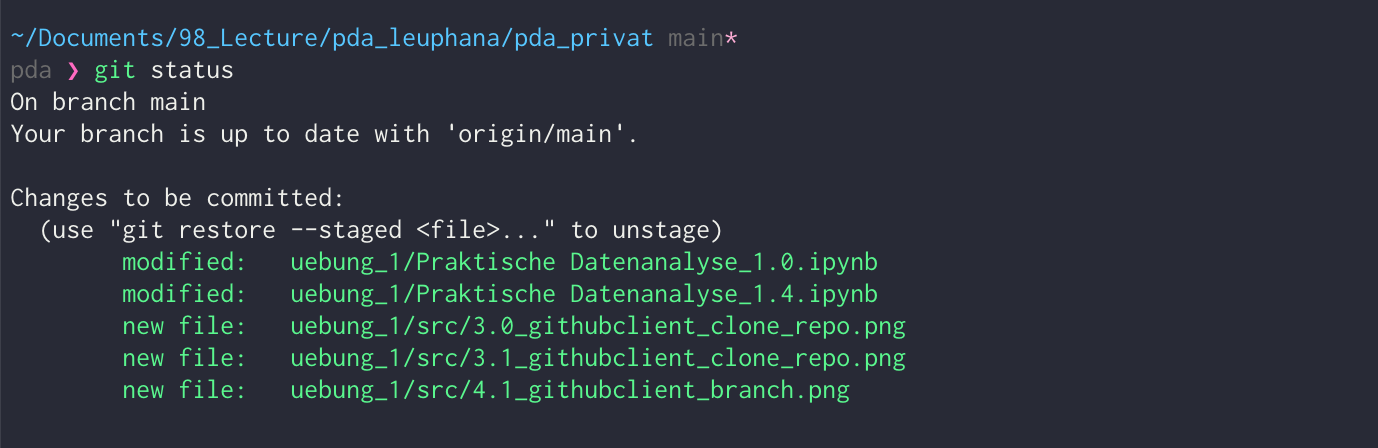 ~/Documents/98_Lecture/pda_leuphana/pda_privat main*
pda ❯ git status
On branch main
Your branch is up to date with 'origin/main'.

Changes to be committed:
  (use "git restore --staged <file>..." to unstage)
        modified:   uebung_1/Praktische Datenanalyse_1.0.ipynb
        modified:   uebung_1/Praktische Datenanalyse_1.4.ipynb
        new file:   uebung_1/src/3.0_githubclient_clone_repo.png
        new file:   uebung_1/src/3.1_githubclient_clone_repo.png
        new file:   uebung_1/src/4.1_githubclient_branch.png